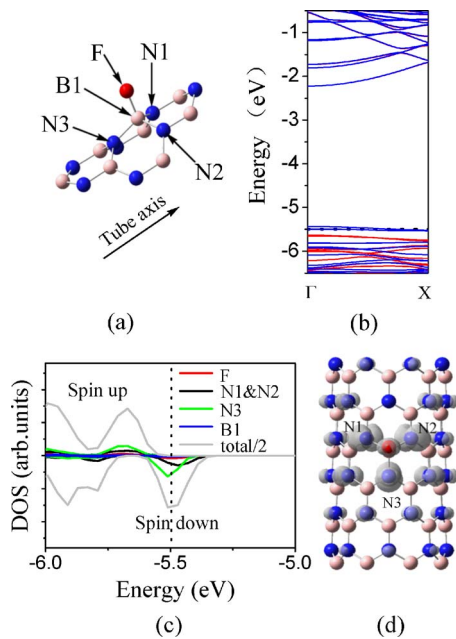 F
N1
B1
N3
N2
Tube axis
(a)
Energy (eV)
-1
-2
-3
-4
-5
-6
Γ
X
(b)
DOS (arb.units)
Spin up
F
N1&N2
N3
B1
total/2
Spin down
-6.0
-5.5
-5.0
Energy (eV)
(c)
N1
N2
N3
(d)